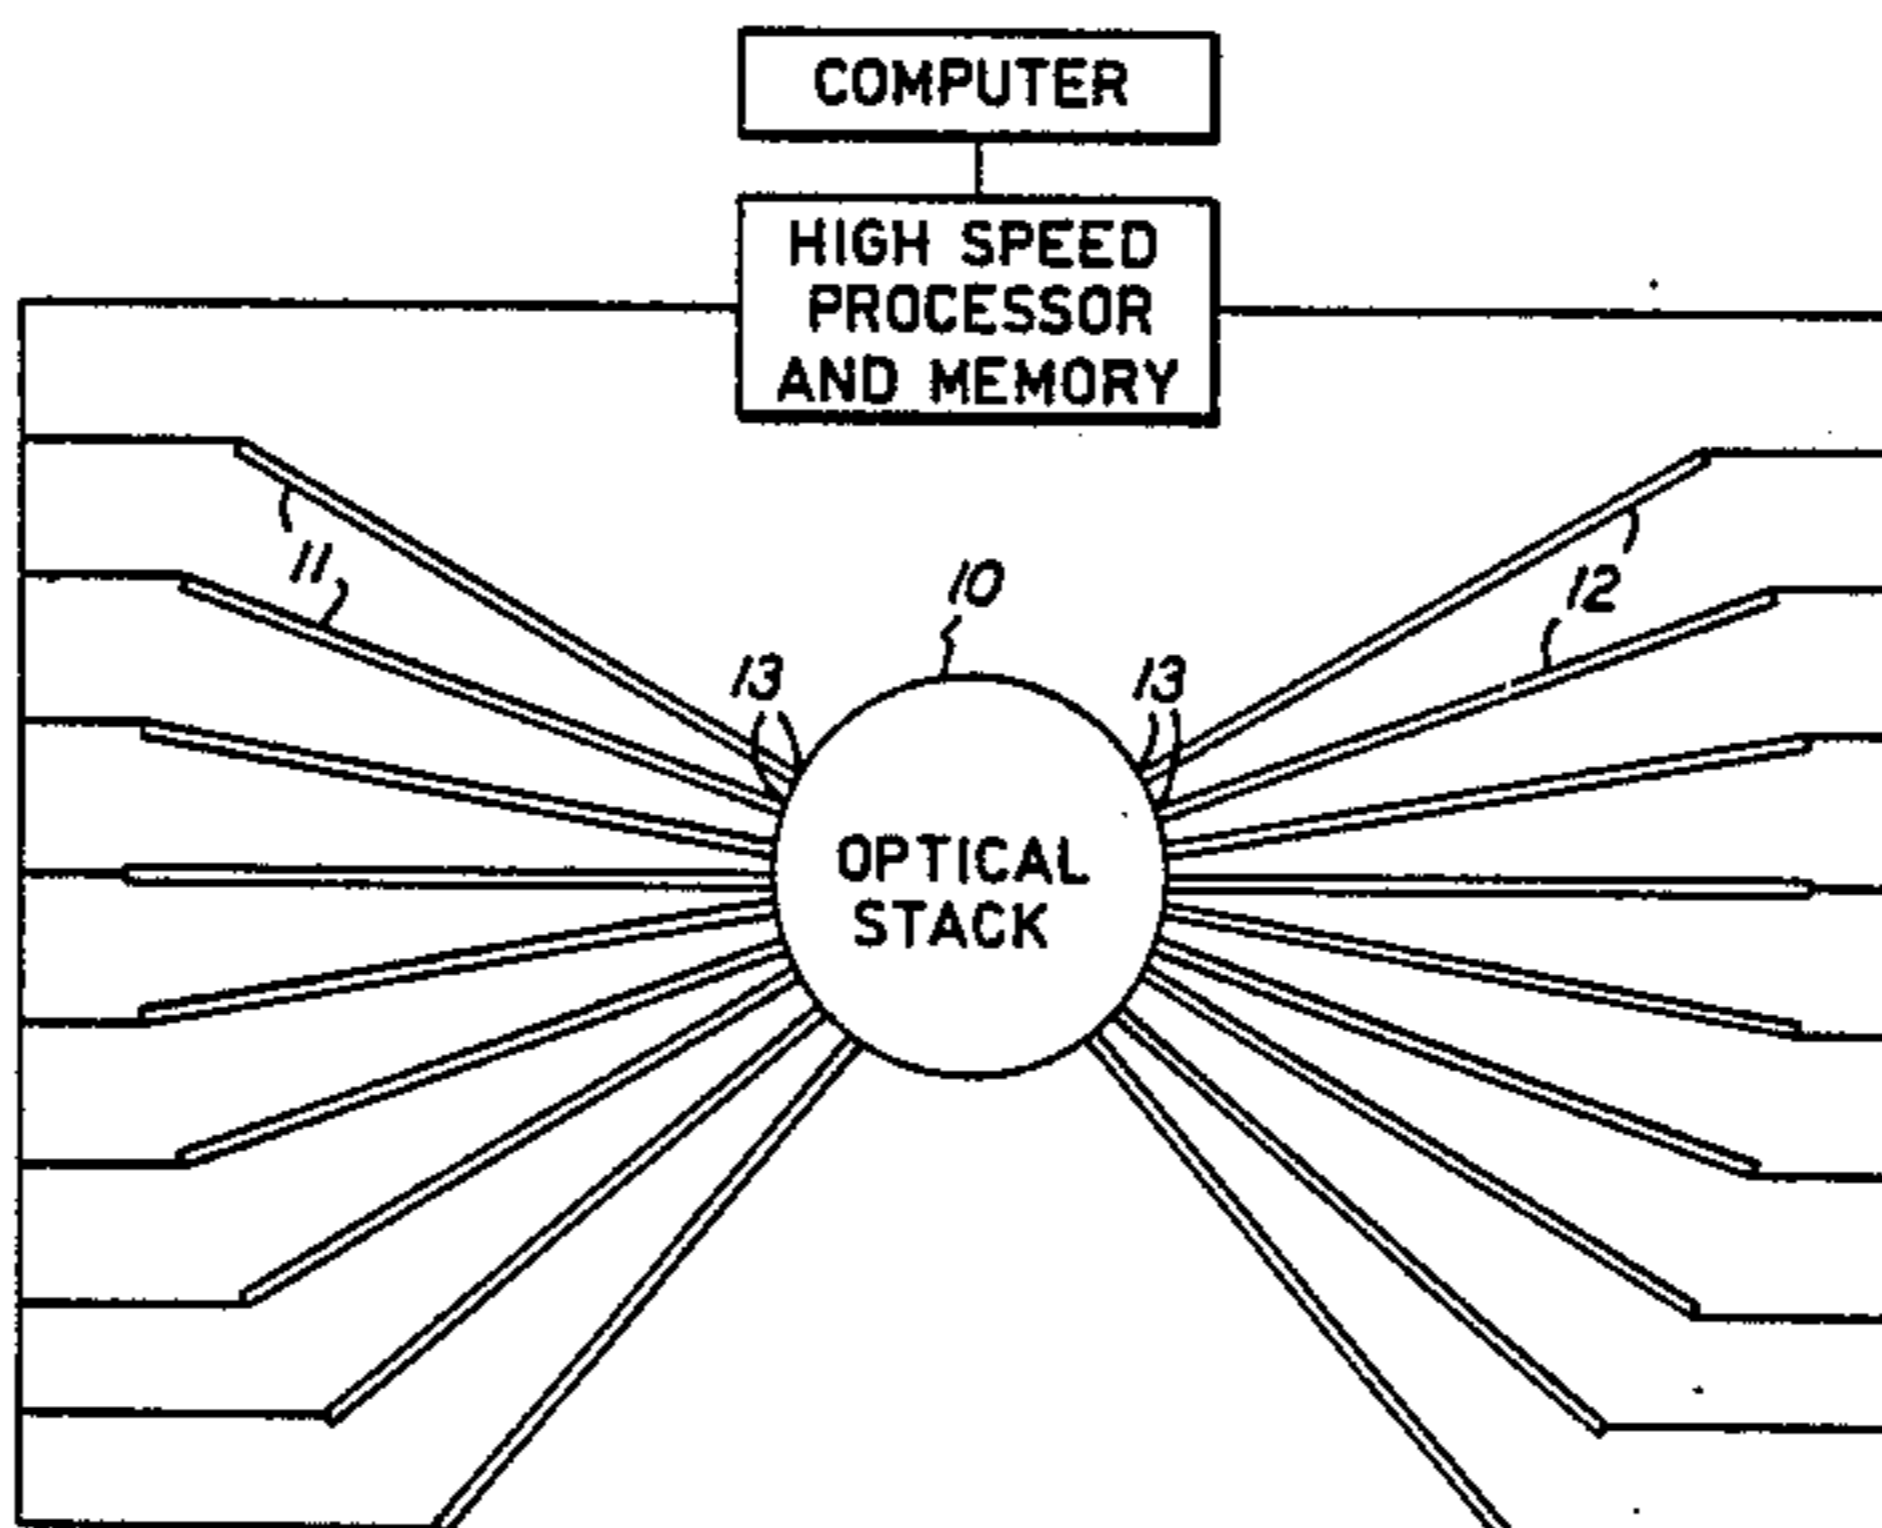 COMPUTER
HIGH SPEED
PROCESSOR
AND MEMORY
11
10
12
13
13
OPTICAL
STACK